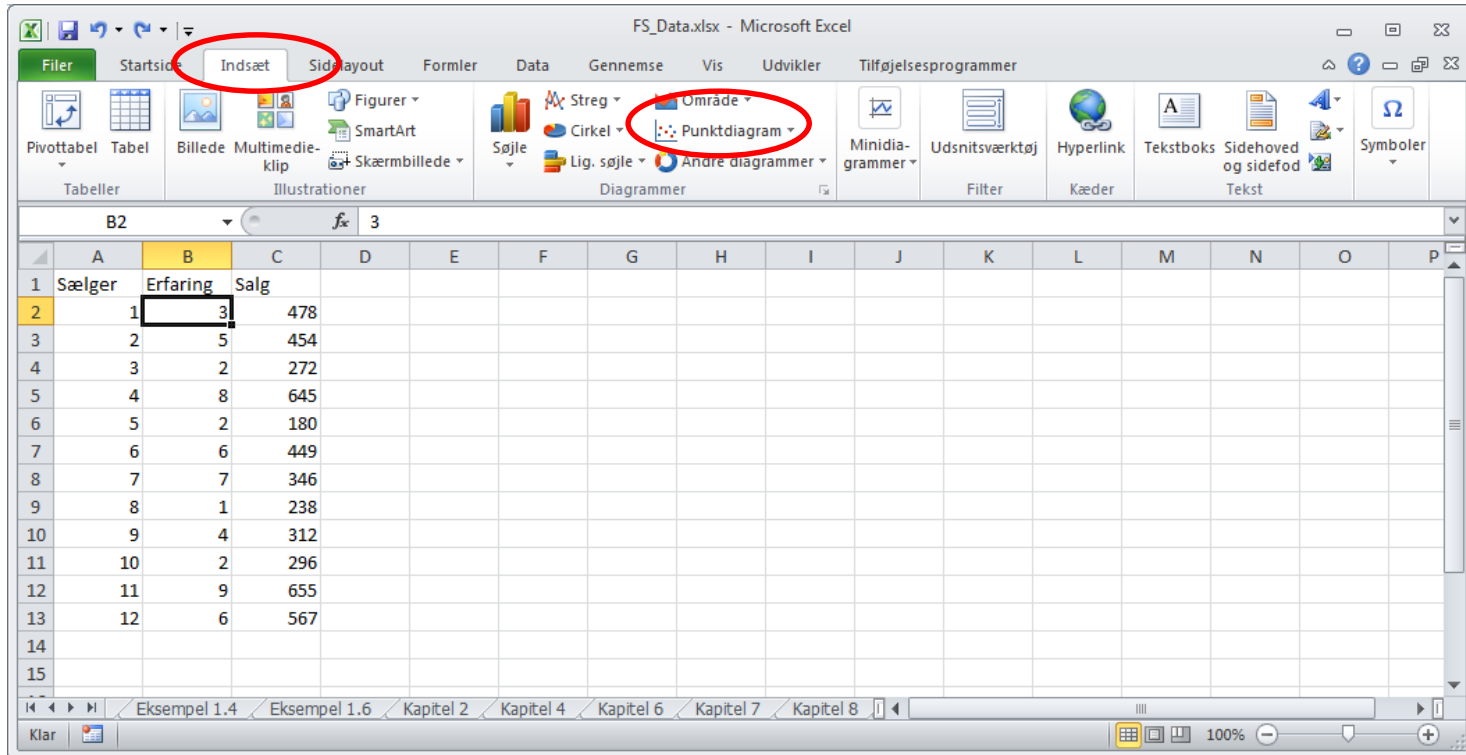 FS_Data.xlsx - Microsoft Excel
Filer Startside Indsæt Sidelayout Formler Data Gennemse Vis Udvikler Tilføjelsesprogrammer
Pivottabel Tabel Billede Multimedie-klip Figurer SmartArt Skærmbillede Søjle Streg Cirkel Lig. søjle Område Punktdiagram Andre diagrammer Minidia-grammer Udsnitsværktøj Hyperlink Tekstboks Sidehoved og sidefod A Ω Symboler
Tabeller Illustrationer Diagrammer Filter Kæder Tekst
B2 fx 3
A B C D E F G H I J K L M N O P
1 Sælger Erfaring Salg
2 1 3 478
3 2 5 454
4 3 2 272
5 4 8 645
6 5 2 180
7 6 6 449
8 7 7 346
9 8 1 238
10 9 4 312
11 10 2 296
12 11 9 655
13 12 6 567
14
15
Eksempel 1.4 Eksempel 1.6 Kapitel 2 Kapitel 4 Kapitel 6 Kapitel 7 Kapitel 8
Klar 100%